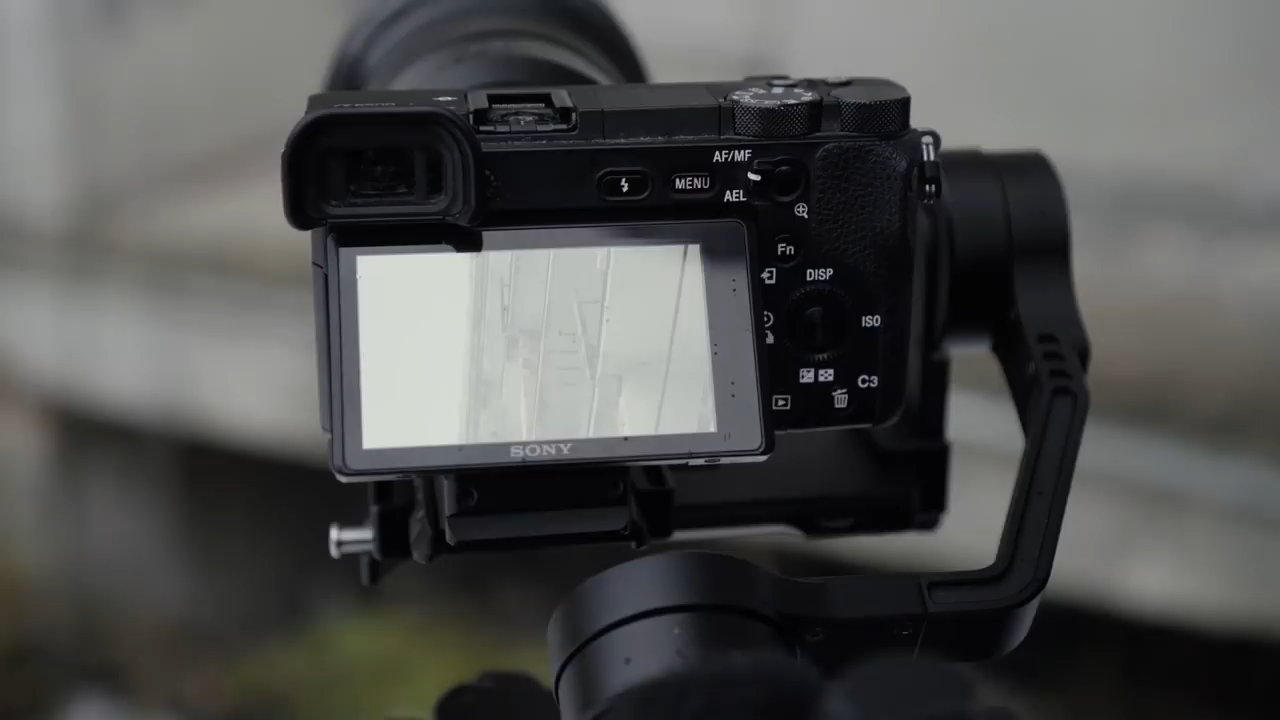 AF/MF
MENU
AEL
Fn
DISP
ISO
C3
SONY